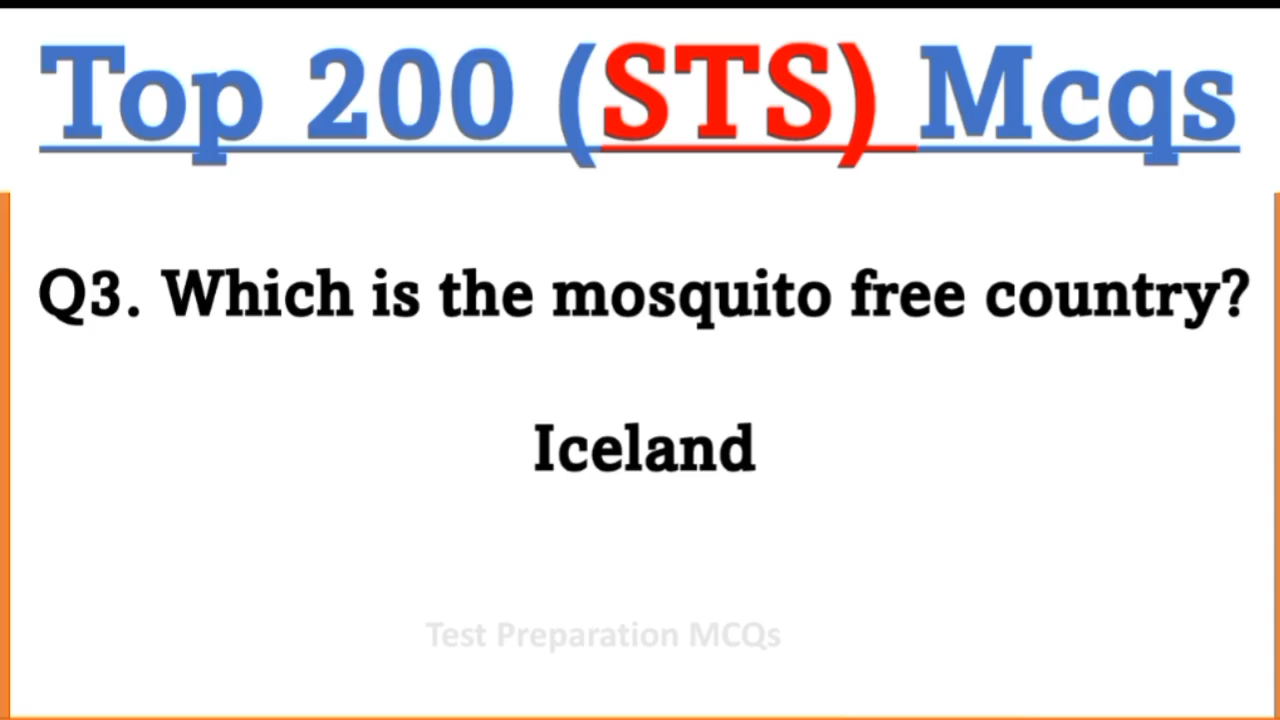 Top 200 (STS) Mcqs
Q3. Which is the mosquito free country?
Iceland
Test Preparation MCQs